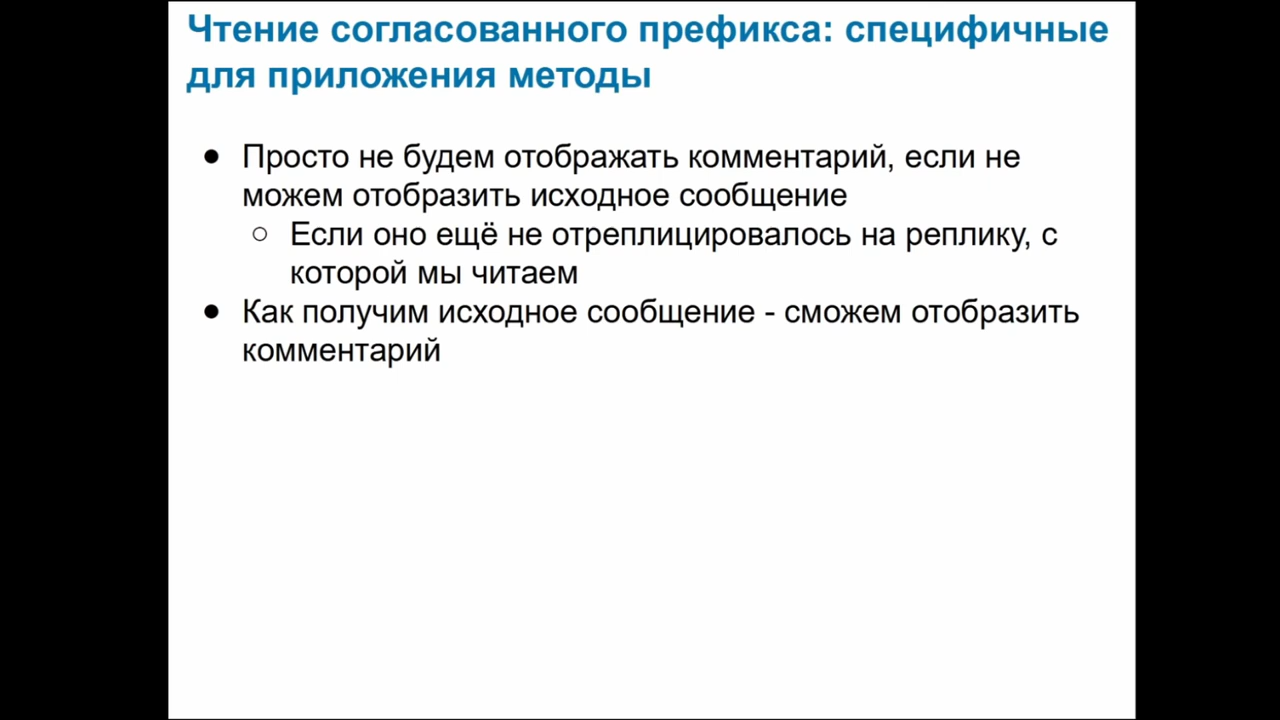 Чтение согласованного префикса: специфичные
для приложения методы
● Просто не будем отображать комментарий, если не
можем отобразить исходное сообщение
○ Если оно ещё не отреплицировалось на реплику, с
которой мы читаем
● Как получим исходное сообщение - сможем отобразить
комментарий